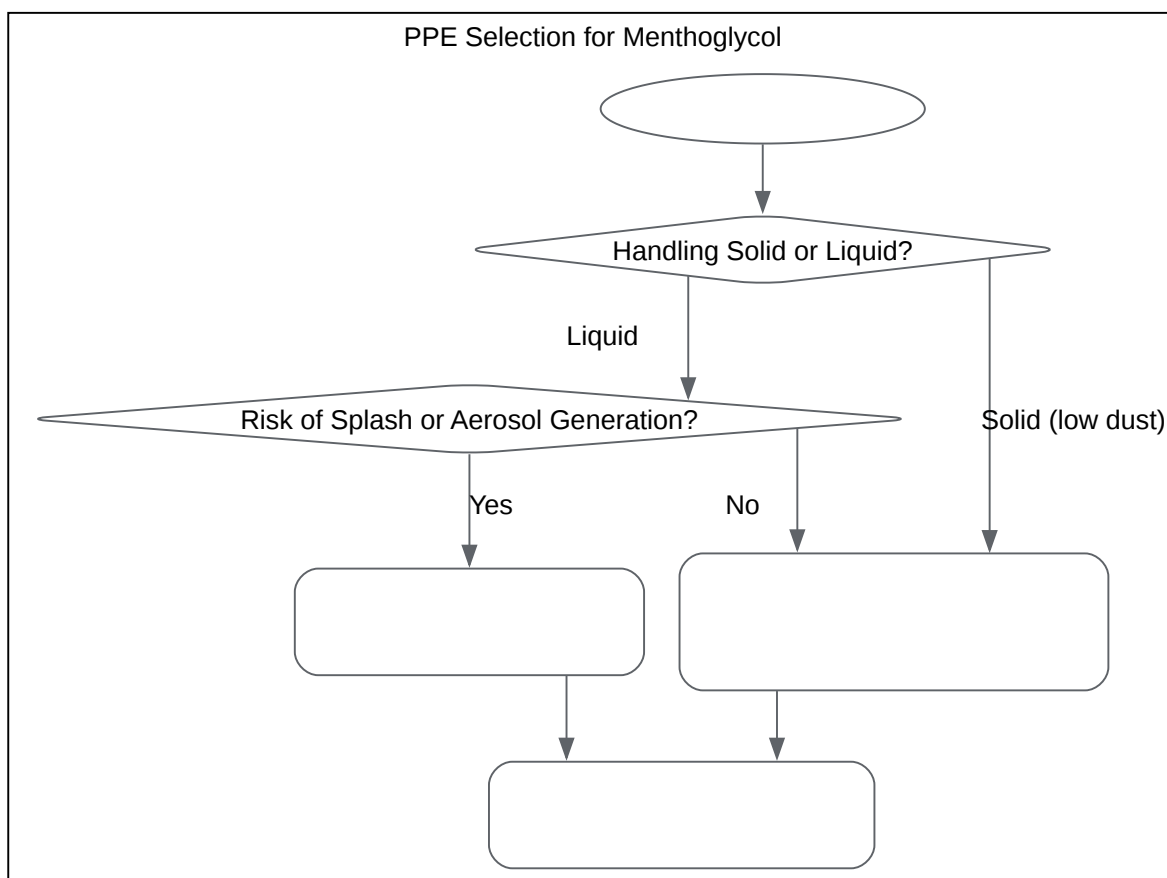 PPE Selection for Menthoglycol
Handling Solid or Liquid?
Liquid
Risk of Splash or Aerosol Generation?
Solid (low dust)
Yes
No